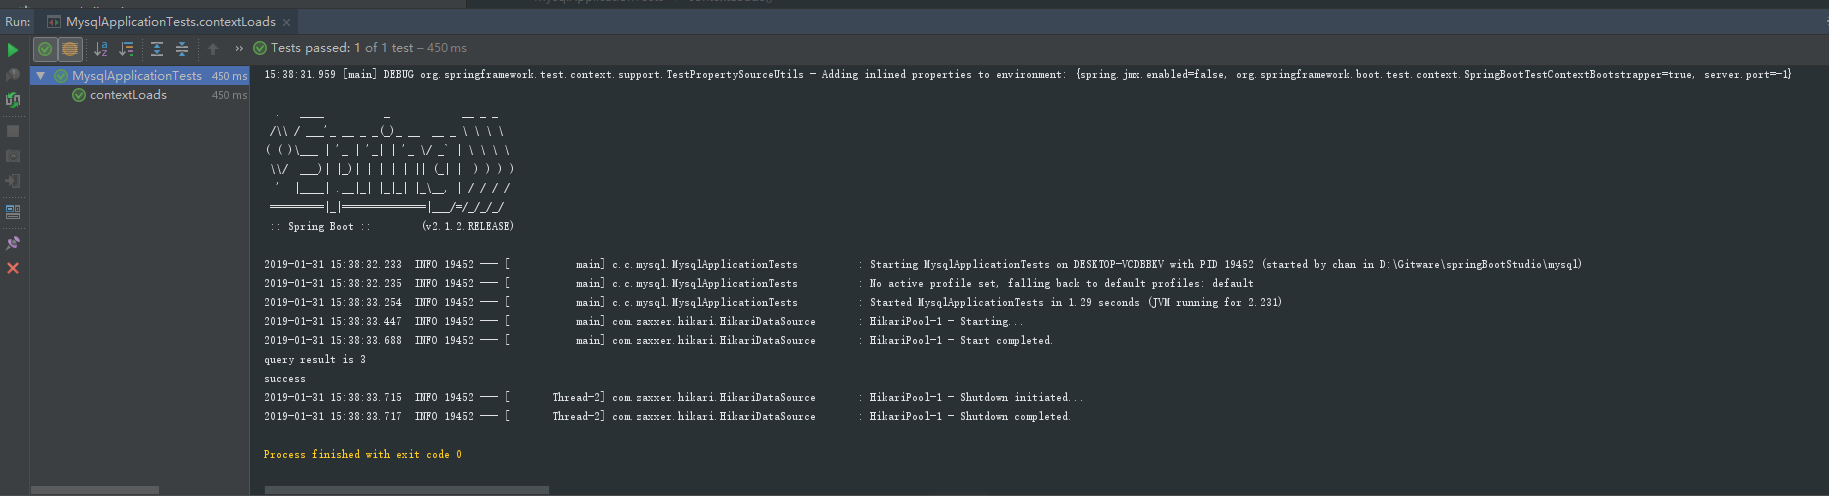 Run: MysqlApplicationTests.contextLoads ×
» Tests passed: 1 of 1 test – 450 ms
MysqlApplicationTests 450 ms
contextLoads 450 ms
15:38:31.959 [main] DEBUG org.springframework.test.context.support.TestPropertySourceUtils - Adding inlined properties to environment: {spring.jmx.enabled=false, org.springframework.boot.test.context.SpringBootTestContextBootstrapper=true, server.port=-1}
  .   ____          _            __ _ _
 /\\ / ___'_ __ _ _(_)_ __  __ _ \ \ \ \
( ( )\___ | '_ | '_| | '_ \/ _` | \ \ \ \
 \\/  ___)| |_)| | | | | || (_| |  ) ) ) )
  '  |____| .__|_| |_|_| |_\__, | / / / /
 =========|_|==============|___/=/_/_/_/
 :: Spring Boot ::        (v2.1.2.RELEASE)
2019-01-31 15:38:32.233  INFO 19452 --- [           main] c.c.mysql.MysqlApplicationTests          : Starting MysqlApplicationTests on DESKTOP-VCDBBKV with PID 19452 (started by chan in D:\Gitware\springBootStudio\mysql)
2019-01-31 15:38:32.235  INFO 19452 --- [           main] c.c.mysql.MysqlApplicationTests          : No active profile set, falling back to default profiles: default
2019-01-31 15:38:33.254  INFO 19452 --- [           main] c.c.mysql.MysqlApplicationTests          : Started MysqlApplicationTests in 1.29 seconds (JVM running for 2.231)
2019-01-31 15:38:33.447  INFO 19452 --- [           main] com.zaxxer.hikari.HikariDataSource       : HikariPool-1 - Starting...
2019-01-31 15:38:33.688  INFO 19452 --- [           main] com.zaxxer.hikari.HikariDataSource       : HikariPool-1 - Start completed.
query result is 3
success
2019-01-31 15:38:33.715  INFO 19452 --- [       Thread-2] com.zaxxer.hikari.HikariDataSource       : HikariPool-1 - Shutdown initiated...
2019-01-31 15:38:33.717  INFO 19452 --- [       Thread-2] com.zaxxer.hikari.HikariDataSource       : HikariPool-1 - Shutdown completed.
Process finished with exit code 0